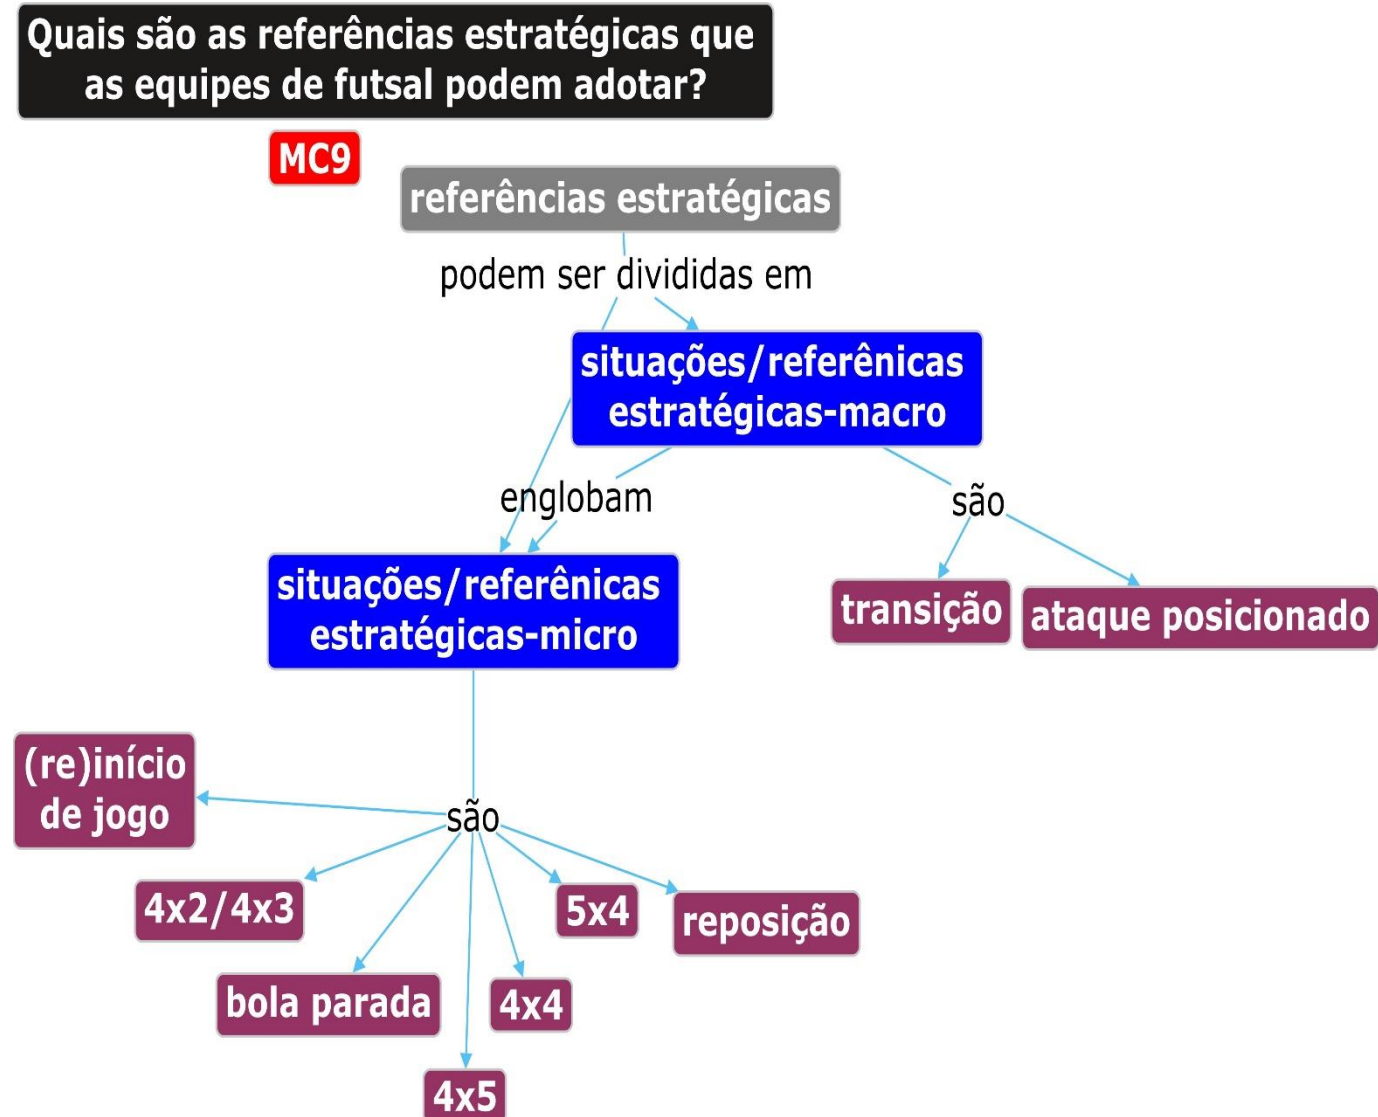 Quais são as referências estratégicas que
as equipes de futsal podem adotar?
MC9
referências estratégicas
podem ser divididas em
situações/referênicas
estratégicas-macro
englobam
são
situações/referênicas
estratégicas-micro
transição
ataque posicionado
(re)início
de jogo
são
4x2/4x3
5x4
reposição
bola parada
4x4
4x5